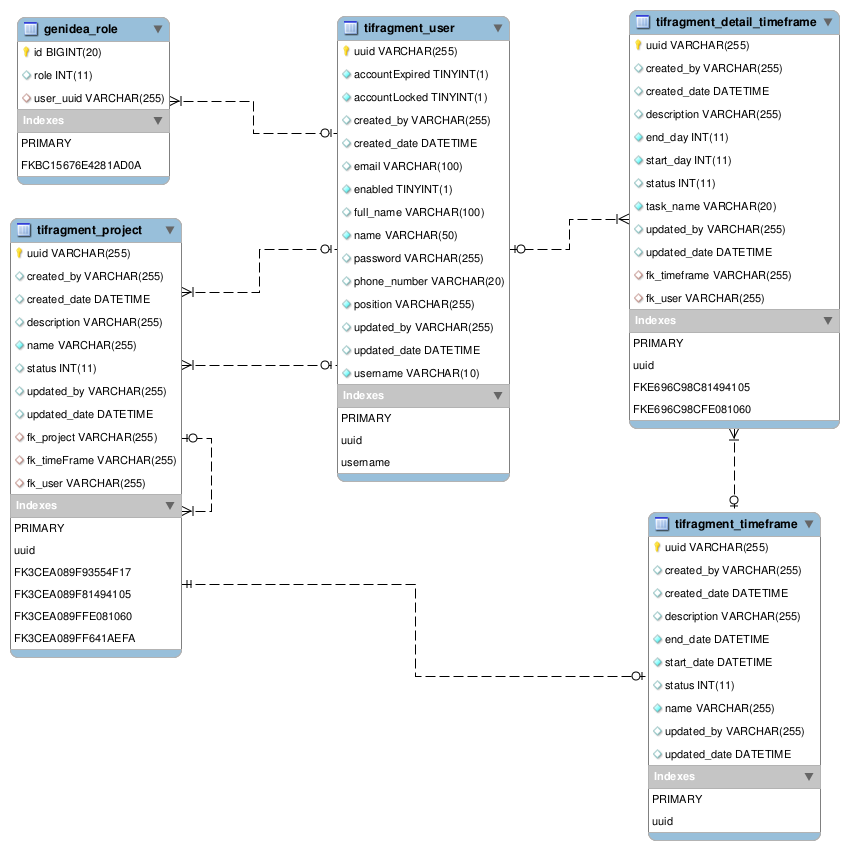 genidea_role
id BIGINT(20)
role INT(11)
user_uuid VARCHAR(255)
Indexes
PRIMARY
FKBC15676E4281AD0A
tifragment_project
uuid VARCHAR(255)
created_by VARCHAR(255)
created_date DATETIME
description VARCHAR(255)
name VARCHAR(255)
status INT(11)
updated_by VARCHAR(255)
updated_date DATETIME
fk_project VARCHAR(255)
fk_timeFrame VARCHAR(255)
fk_user VARCHAR(255)
Indexes
PRIMARY
uuid
FK3CEA089F93554F17
FK3CEA089F81494105
FK3CEA089FFE081060
FK3CEA089FF641AEFA
tifragment_user
uuid VARCHAR(255)
accountExpired TINYINT(1)
accountLocked TINYINT(1)
created_by VARCHAR(255)
created_date DATETIME
email VARCHAR(100)
enabled TINYINT(1)
full_name VARCHAR(100)
name VARCHAR(50)
password VARCHAR(255)
phone_number VARCHAR(20)
position VARCHAR(255)
updated_by VARCHAR(255)
updated_date DATETIME
username VARCHAR(10)
Indexes
PRIMARY
uuid
username
tifragment_detail_timeframe
uuid VARCHAR(255)
created_by VARCHAR(255)
created_date DATETIME
description VARCHAR(255)
end_day INT(11)
start_day INT(11)
status INT(11)
task_name VARCHAR(20)
updated_by VARCHAR(255)
updated_date DATETIME
fk_timeframe VARCHAR(255)
fk_user VARCHAR(255)
Indexes
PRIMARY
uuid
FKE696C98C81494105
FKE696C98CFE081060
tifragment_timeframe
uuid VARCHAR(255)
created_by VARCHAR(255)
created_date DATETIME
description VARCHAR(255)
end_date DATETIME
start_date DATETIME
status INT(11)
name VARCHAR(255)
updated_by VARCHAR(255)
updated_date DATETIME
Indexes
PRIMARY
uuid